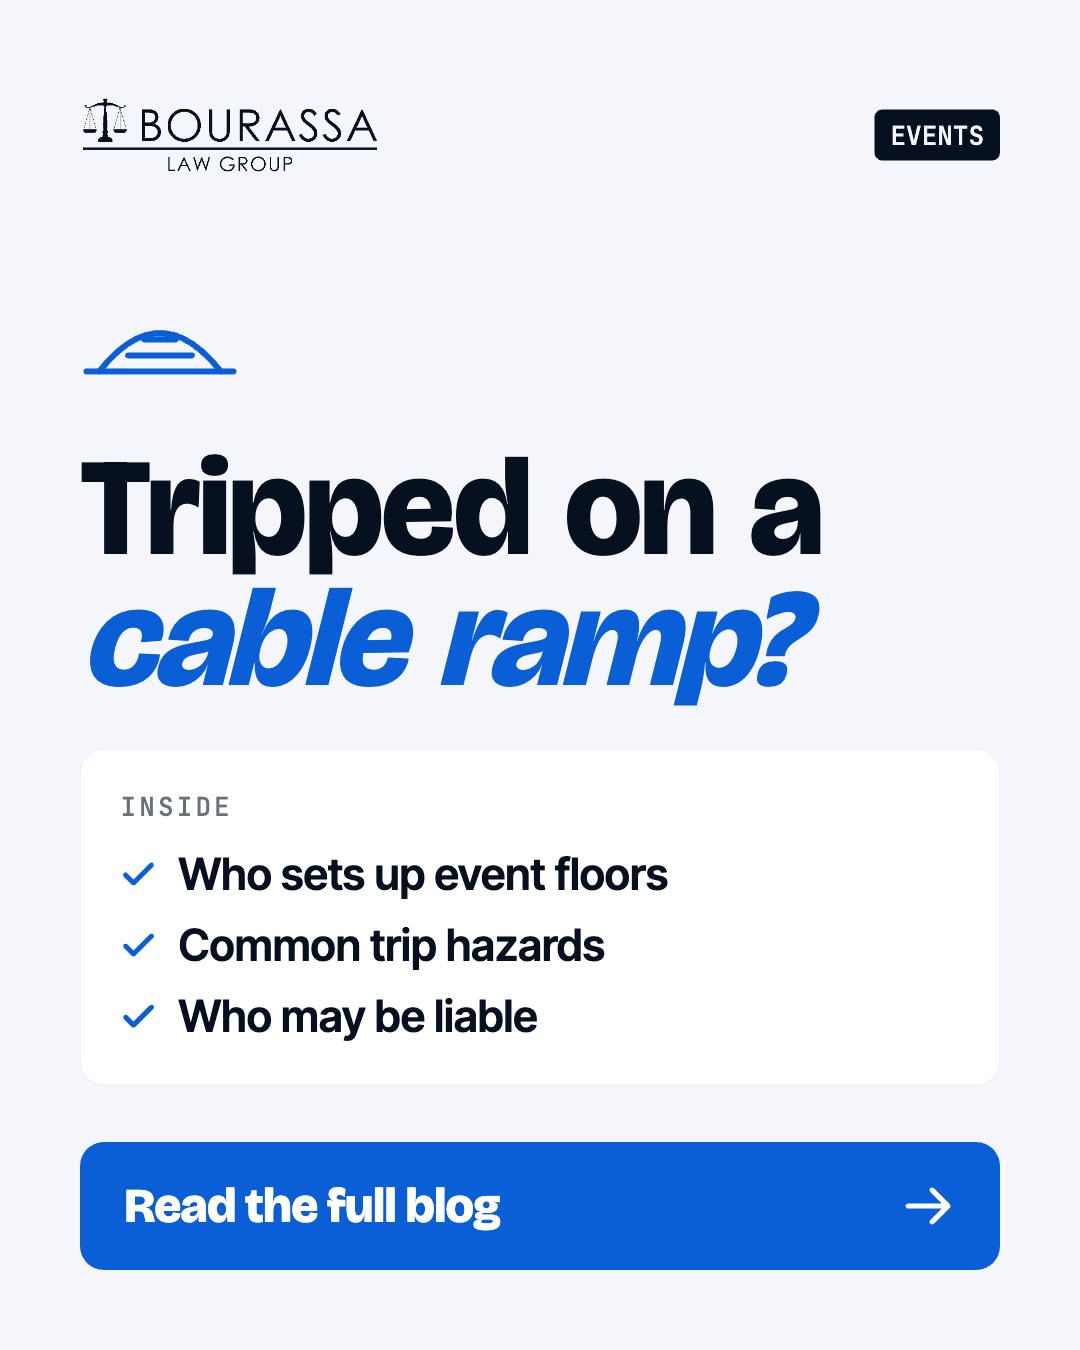 BOURASSA
LAW GROUP
EVENTS
Tripped on a
cable ramp?
INSIDE
Who sets up event floors
Common trip hazards
Who may be liable
Read the full blog